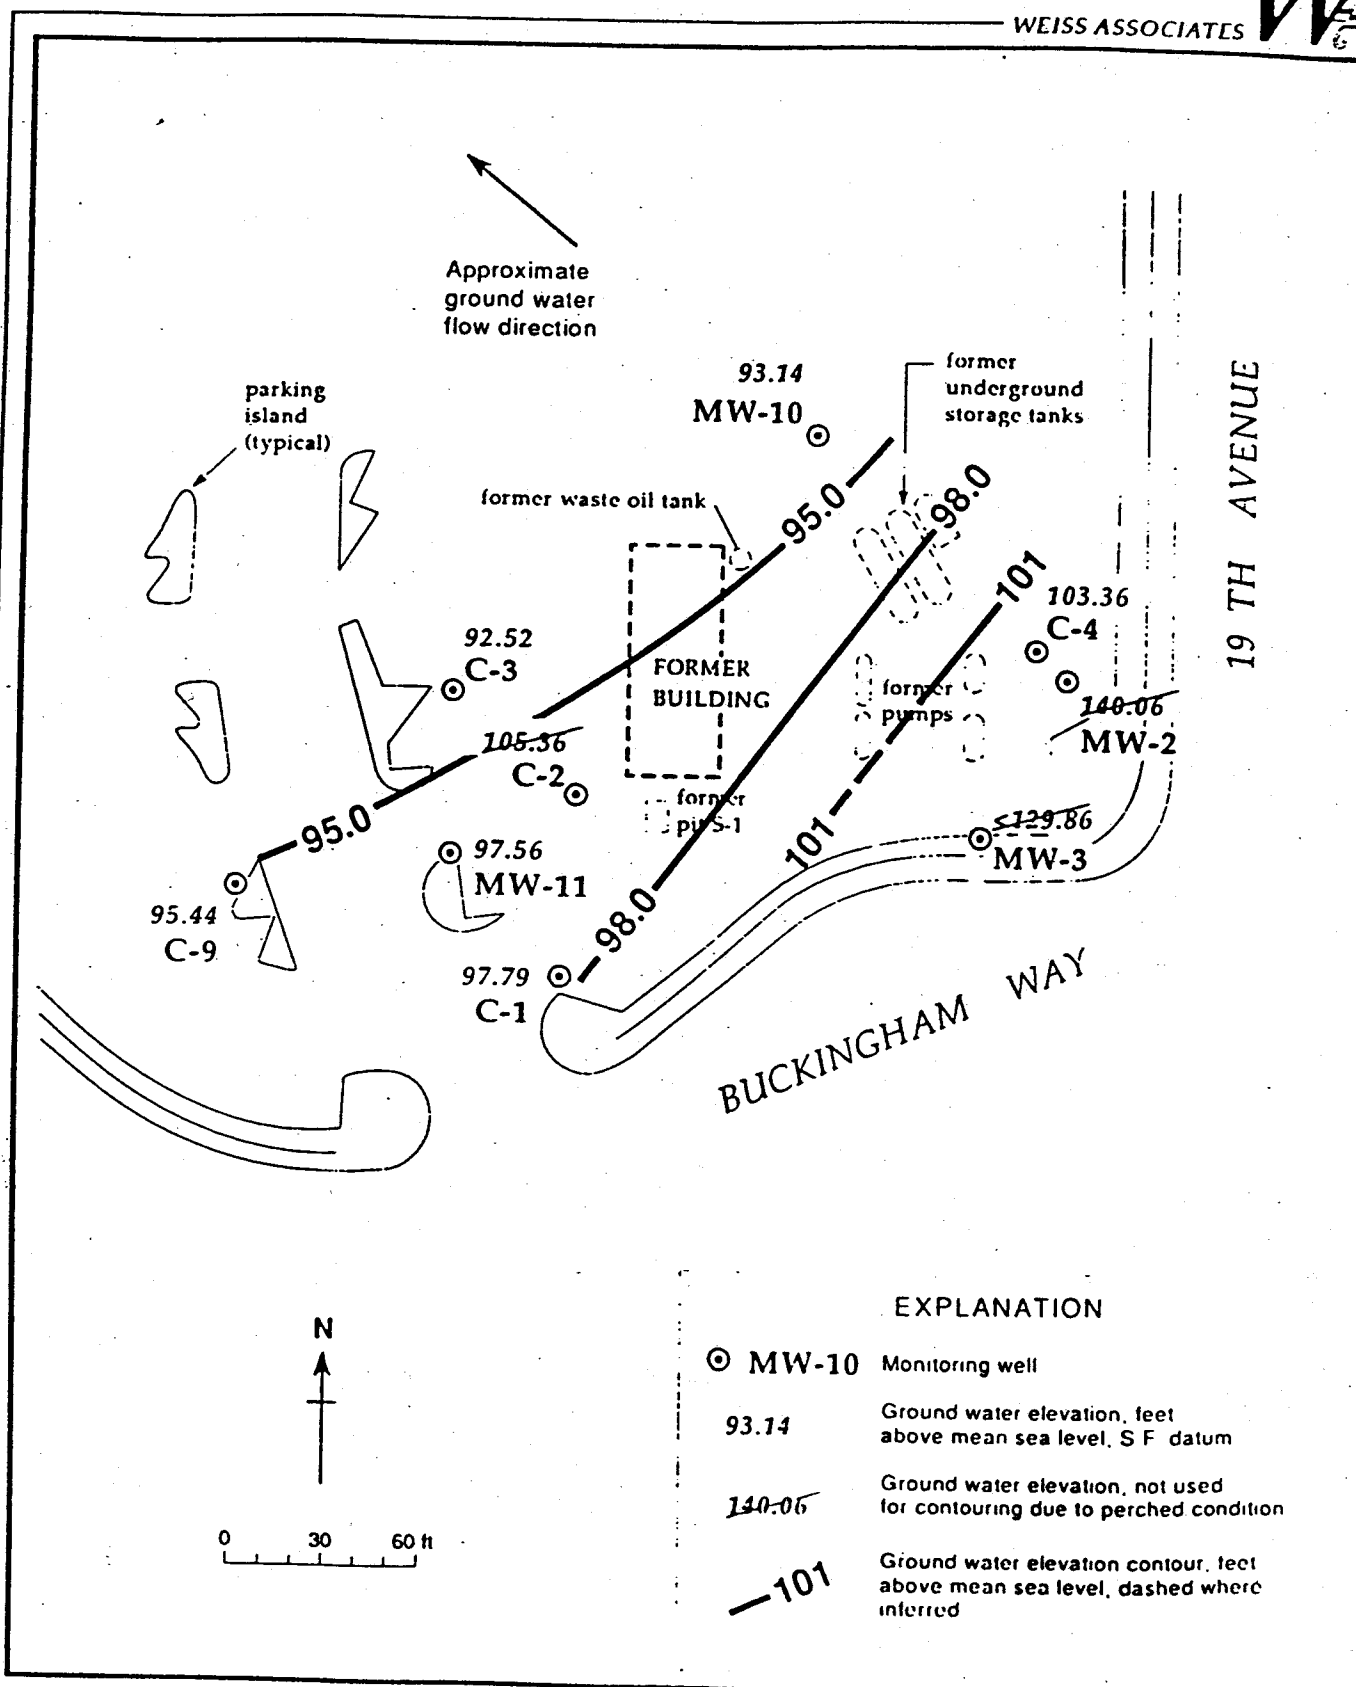 WEISS ASSOCIATES
Approximate
ground water
flow direction
93.14
MW-10
former
underground
storage tanks
parking
island
(typical)
former waste oil tank
95.0
98.0
101
19 TH AVENUE
103.36
C-4
92.52
C-3
FORMER
BUILDING
former
pumps
140.06
MW-2
105.36
C-2
former
pit S-1
95.0
101
<129.86
MW-3
97.56
MW-11
95.44
C-9
98.0
97.79
C-1
BUCKINGHAM WAY
N
0 30 60 ft
EXPLANATION
MW-10 Monitoring well
93.14
Ground water elevation, feet
above mean sea level, S F datum
140.06
Ground water elevation, not used
for contouring due to perched condition
101
Ground water elevation contour, feet
above mean sea level, dashed where
inferred